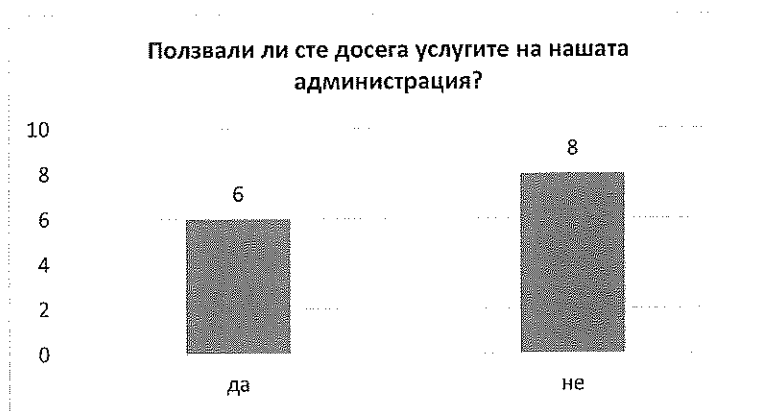 Ползвали ли сте досега услугите на нашата
администрация?
10
8
6
4
2
0
6
8
да
не